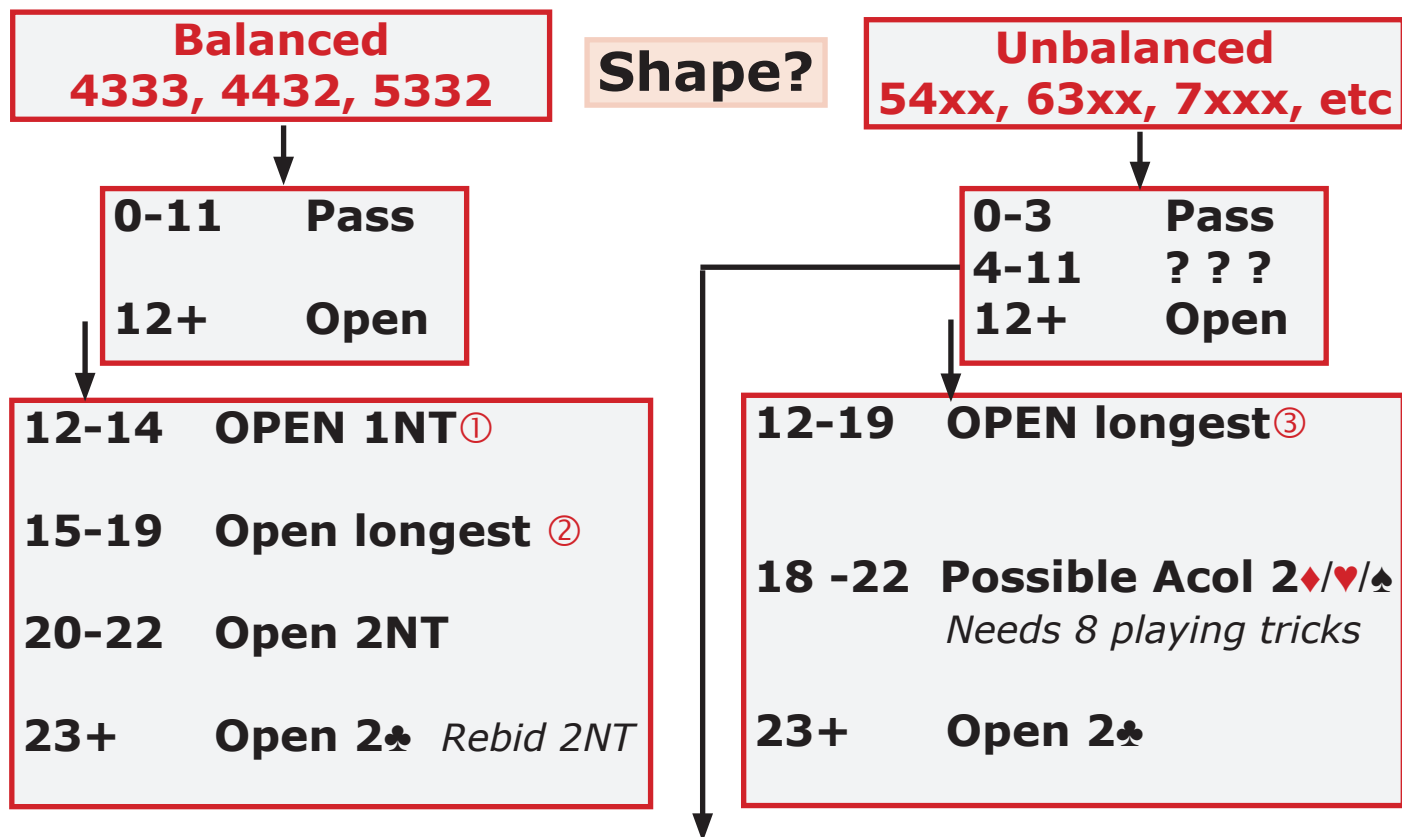 Balanced
4333, 4432, 5332
Shape?
Unbalanced
54xx, 63xx, 7xxx, etc
0-11 Pass
12+ Open
0-3 Pass
4-11 ? ? ?
12+ Open
12-14 OPEN 1NT①
15-19 Open longest ②
20-22 Open 2NT
23+ Open 2♣ Rebid 2NT
12-19 OPEN longest③
18 -22 Possible Acol 2♦/♥/♠
Needs 8 playing tricks
23+ Open 2♣